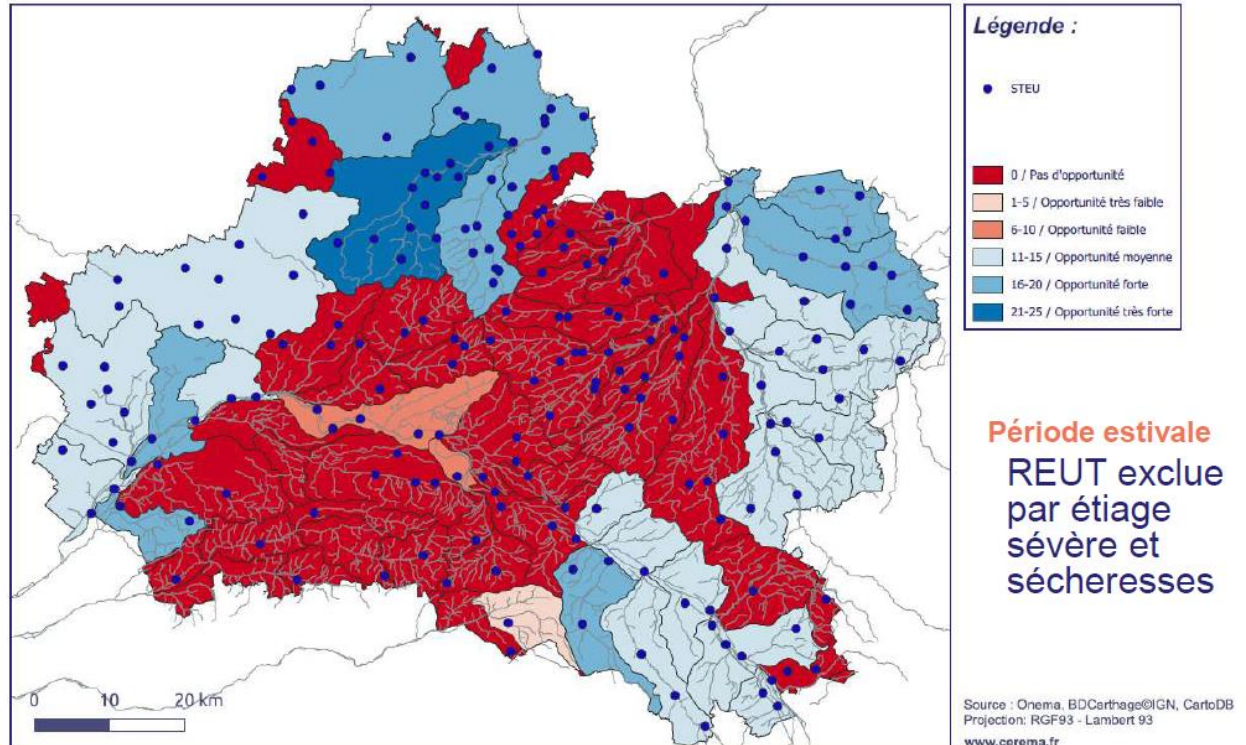 Légende :
STEU
0 / Pas d'opportunité
1-5 / Opportunité très faible
6-10 / Opportunité faible
11-15 / Opportunité moyenne
16-20 / Opportunité forte
21-25 / Opportunité très forte
Période estivale
REUT exclue
par étiage
sévère et
sécheresses
0 10 20 km
Source : Onema, BDCarthage©IGN, CartoDB
Projection: RGF93 - Lambert 93
www.cerema.fr